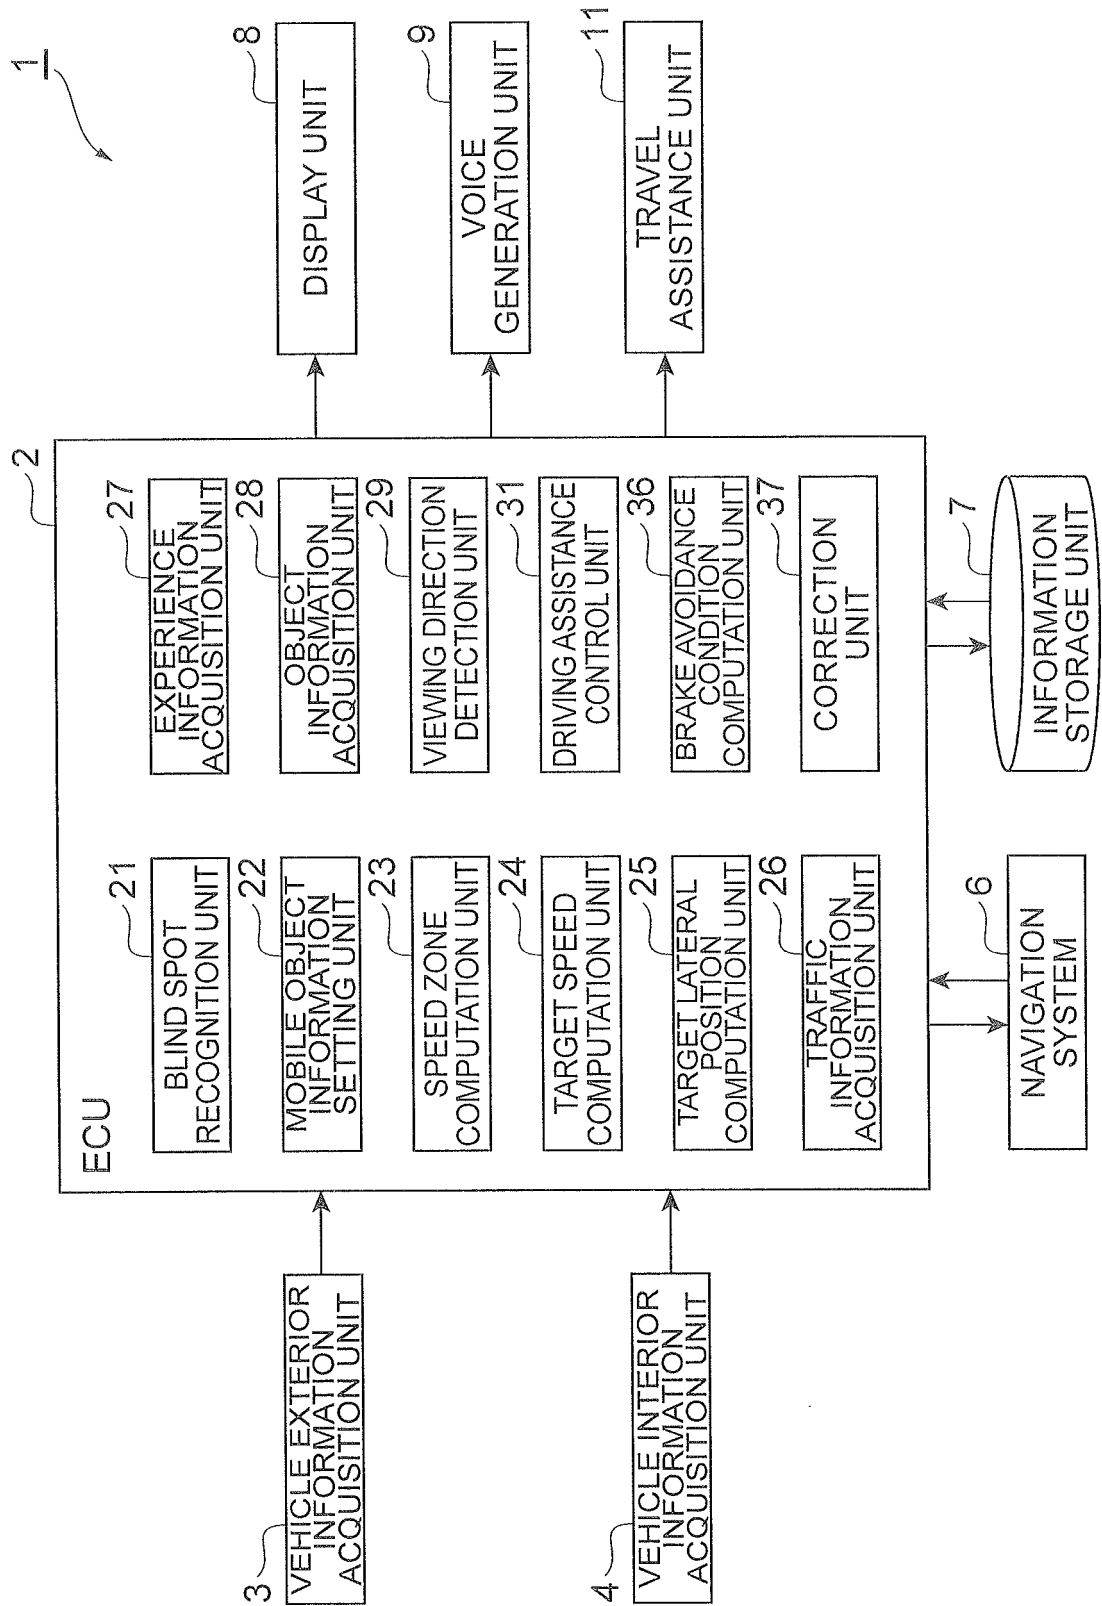 1
2
ECU
3
VEHICLE EXTERIOR
INFORMATION
ACQUISITION UNIT
4
VEHICLE INTERIOR
INFORMATION
ACQUISITION UNIT
21
BLIND SPOT
RECOGNITION UNIT
22
MOBILE OBJECT
INFORMATION
SETTING UNIT
23
SPEED ZONE
COMPUTATION UNIT
24
TARGET SPEED
COMPUTATION UNIT
25
TARGET LATERAL
POSITION
COMPUTATION UNIT
26
TRAFFIC
INFORMATION
ACQUISITION UNIT
27
EXPERIENCE
INFORMATION
ACQUISITION UNIT
28
OBJECT
INFORMATION
ACQUISITION UNIT
29
VIEWING DIRECTION
DETECTION UNIT
31
DRIVING ASSISTANCE
CONTROL UNIT
36
BRAKE AVOIDANCE
CONDITION
COMPUTATION UNIT
37
CORRECTION
UNIT
8
DISPLAY UNIT
9
VOICE
GENERATION UNIT
11
TRAVEL
ASSISTANCE UNIT
6
NAVIGATION
SYSTEM
7
INFORMATION
STORAGE UNIT